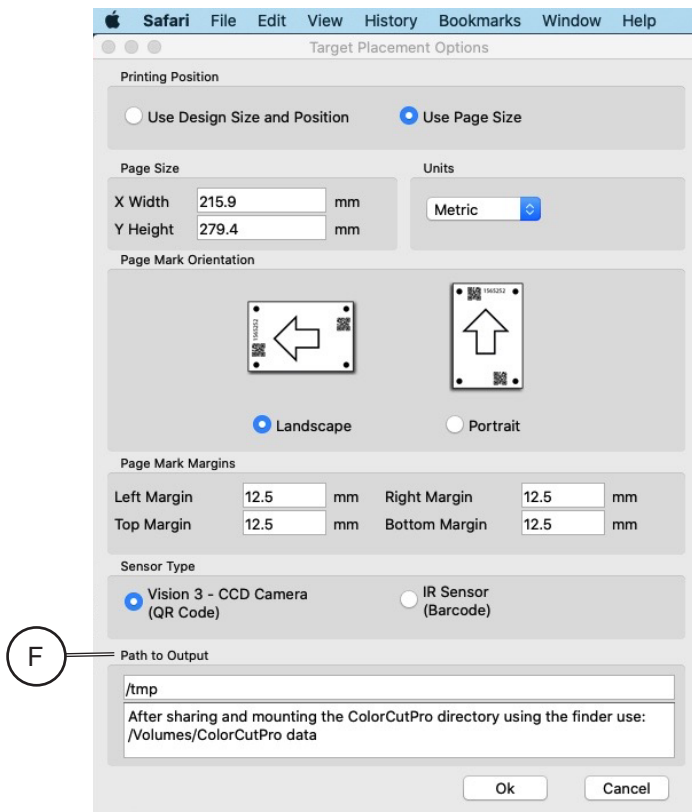 Safari File Edit View History Bookmarks Window Help
Target Placement Options
Printing Position
Use Design Size and Position Use Page Size
Page Size Units
X Width 215.9 mm Metric
Y Height 279.4 mm
Page Mark Orientation
1565252 1565252
Landscape Portrait
Page Mark Margins
Left Margin 12.5 mm Right Margin 12.5 mm
Top Margin 12.5 mm Bottom Margin 12.5 mm
Sensor Type
Vision 3 - CCD Camera IR Sensor
(QR Code) (Barcode)
F Path to Output
/tmp
After sharing and mounting the ColorCutPro directory using the finder use:
/Volumes/ColorCutPro data
Ok Cancel